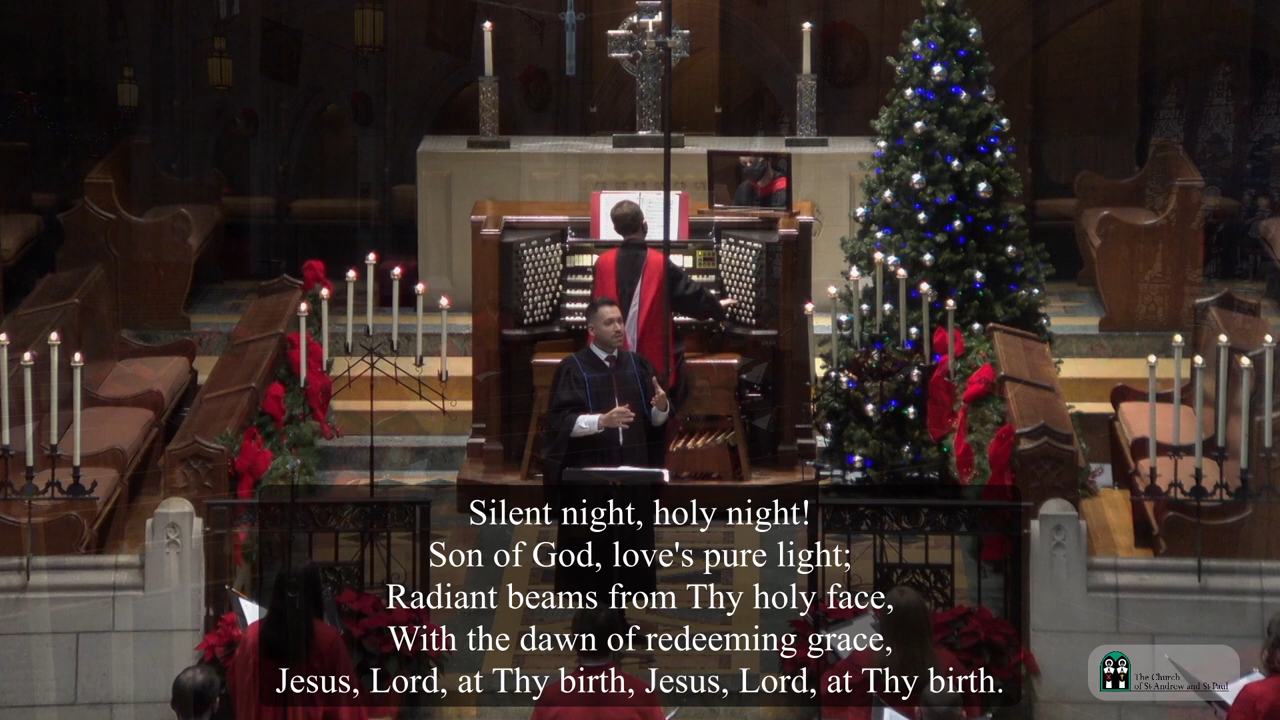 Silent night, holy night!
Son of God, love's pure light;
Radiant beams from Thy holy face,
With the dawn of redeeming grace,
Jesus, Lord, at Thy birth, Jesus, Lord, at Thy birth.
The Church
of St Andrew and St Paul